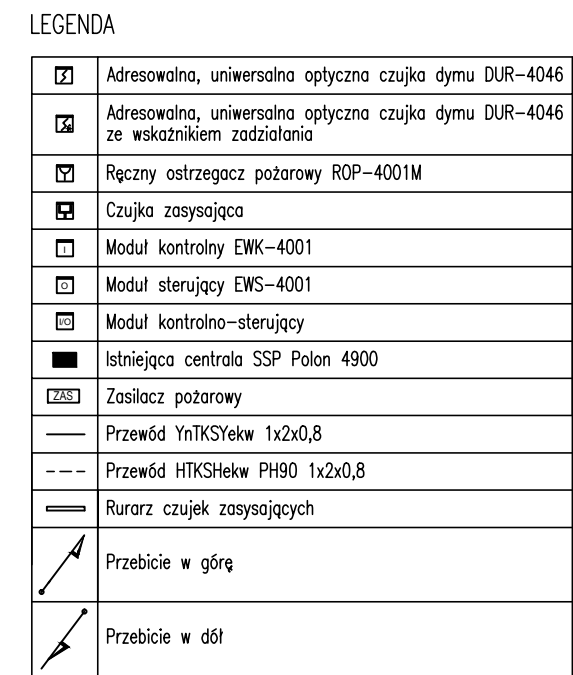 LEGENDA
Adresowalna, uniwersalna optyczna czujka dymu DUR-4046
Adresowalna, uniwersalna optyczna czujka dymu DUR-4046
ze wskaźnikiem zadziałania
Ręczny ostrzegacz pożarowy ROP-4001M
Czujka zasysająca
I Moduł kontrolny EWK-4001
O Moduł sterujący EWS-4001
I/O Moduł kontrolno-sterujący
Istniejąca centrala SSP Polon 4900
ZAS Zasilacz pożarowy
Przewód YnTKSYekw 1x2x0,8
Przewód HTKSHekw PH90 1x2x0,8
Rurarz czujek zasysających
Przebicie w górę
Przebicie w dół